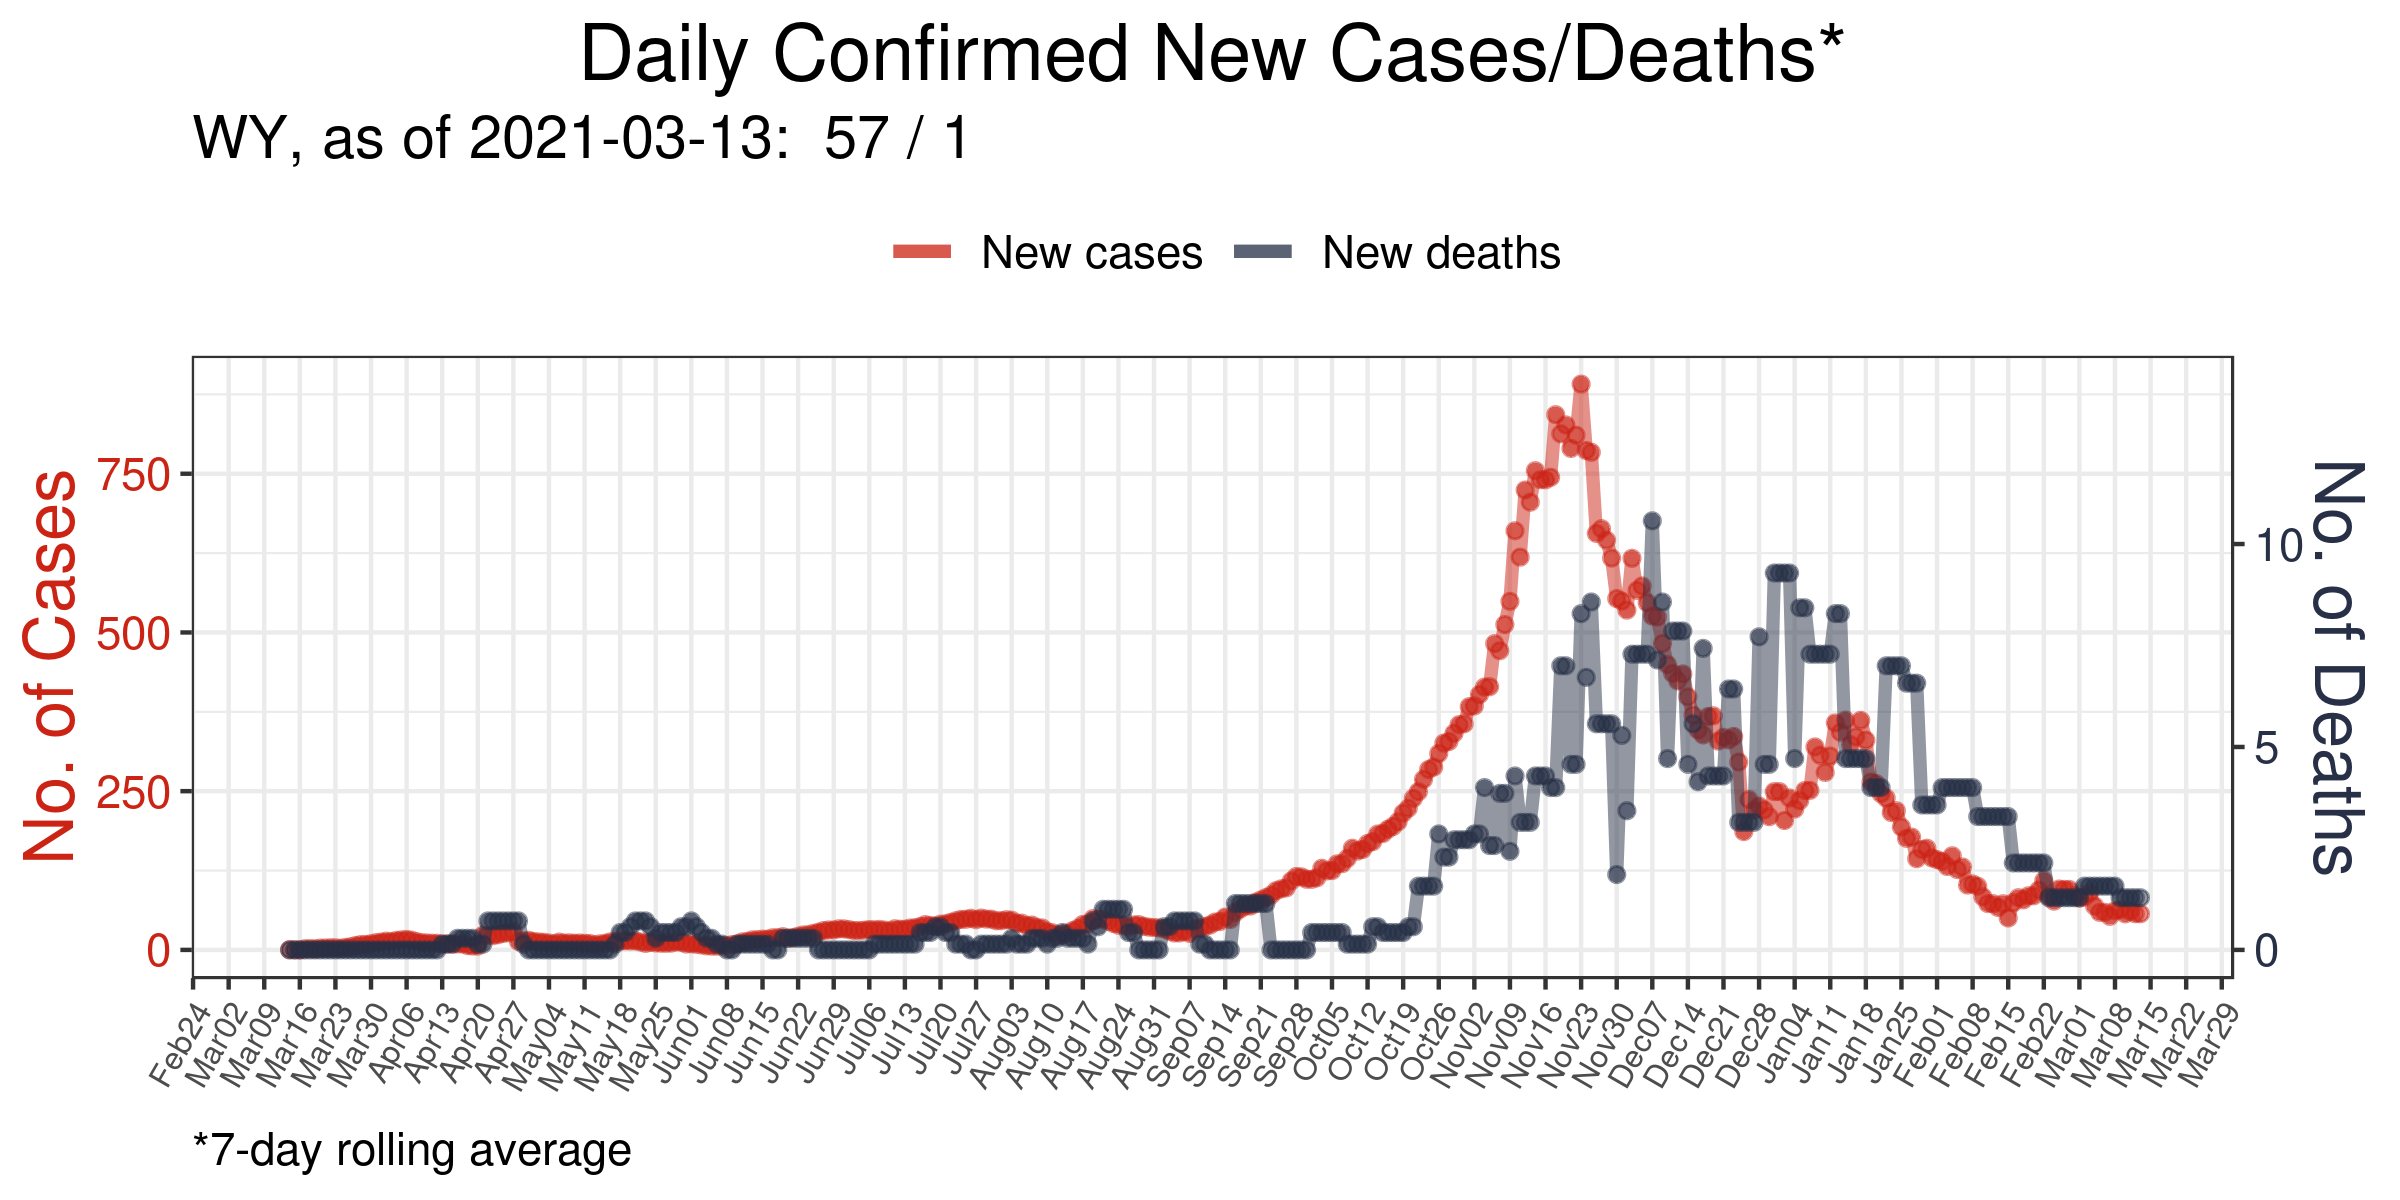 Daily Confirmed New Cases/Deaths*
WY, as of 2021-03-13:  57 / 1
New cases
New deaths
No. of Cases
750
500
250
0
10
5
0
No. of Deaths
Feb24
Mar02
Mar09
Mar16
Mar23
Mar30
Apr06
Apr13
Apr20
Apr27
May04
May11
May18
May25
Jun01
Jun08
Jun15
Jun22
Jun29
Jul06
Jul13
Jul20
Jul27
Aug03
Aug10
Aug17
Aug24
Aug31
Sep07
Sep14
Sep21
Sep28
Oct05
Oct12
Oct19
Oct26
Nov02
Nov09
Nov16
Nov23
Nov30
Dec07
Dec14
Dec21
Dec28
Jan04
Jan11
Jan18
Jan25
Feb01
Feb08
Feb15
Feb22
Mar01
Mar08
Mar15
Mar22
Mar29
*7-day rolling average